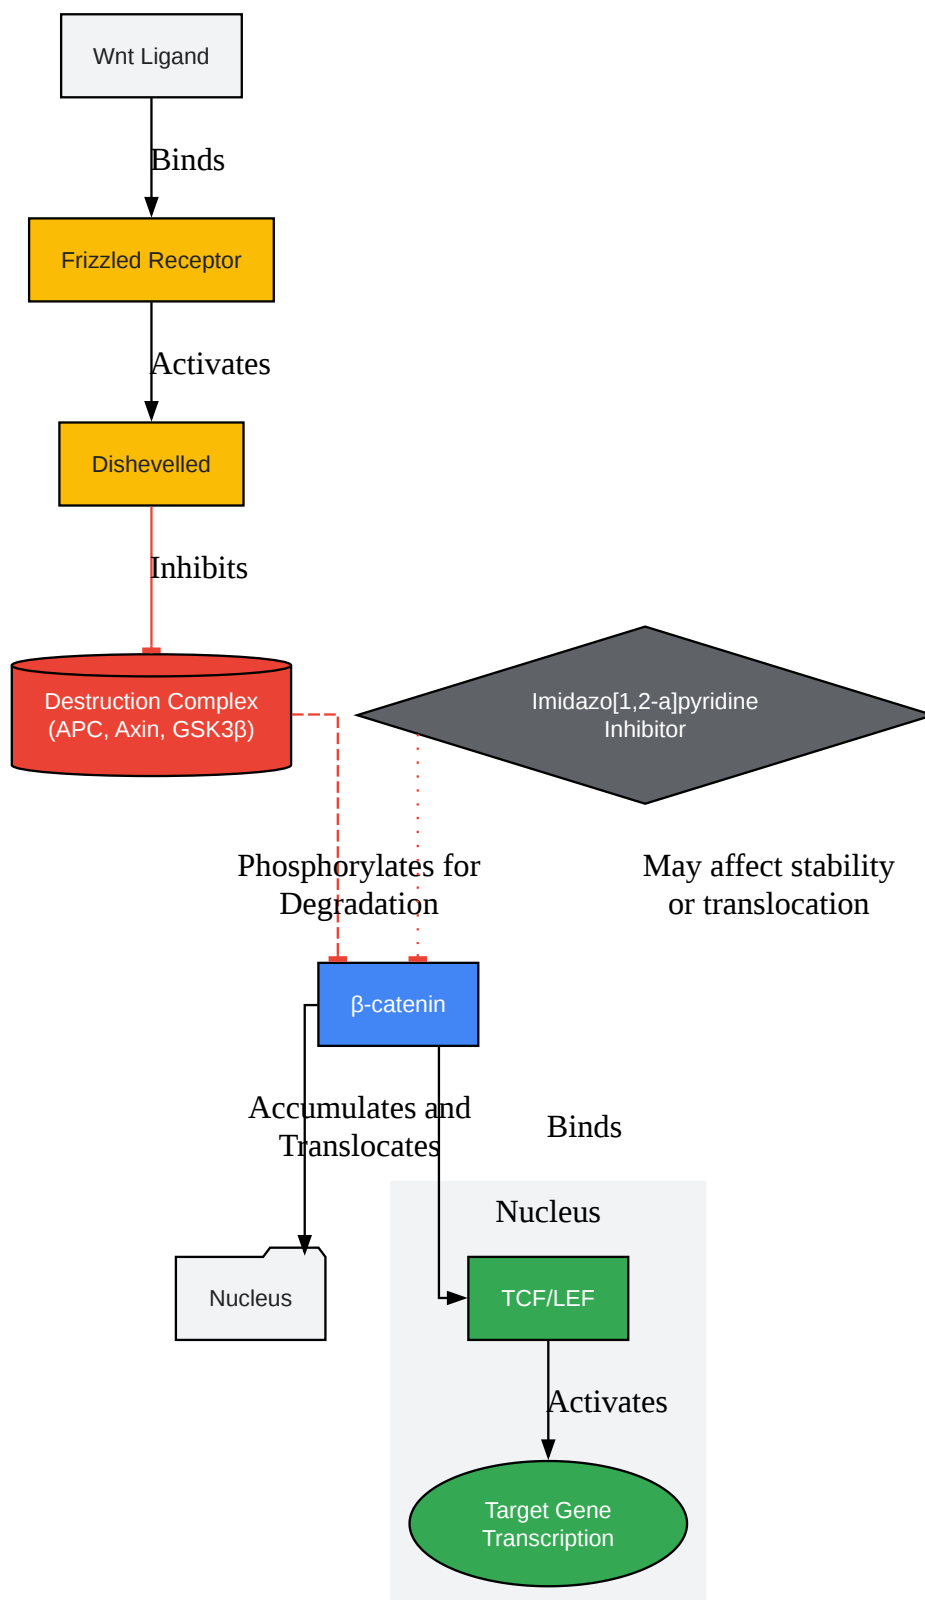 Wnt Ligand
Binds
Frizzled Receptor
Activates
Dishevelled
Inhibits
Destruction Complex
(APC, Axin, GSK3β)
Imidazo[1,2-a]pyridine
Inhibitor
Phosphorylates for
Degradation
May affect stability
or translocation
β-catenin
Accumulates and
Translocates
Binds
Nucleus
Nucleus
TCF/LEF
Activates
Target Gene
Transcription